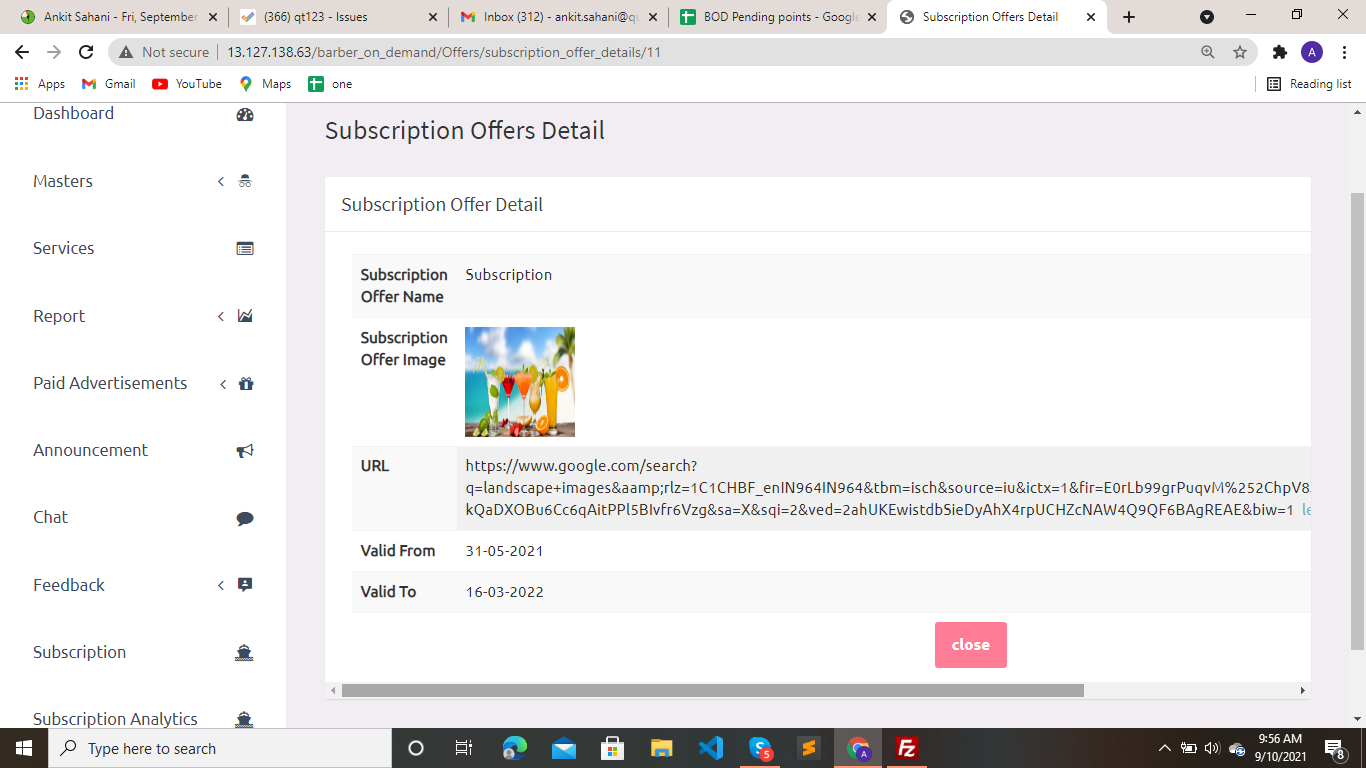 Ankit Sahani - Fri, September
(366) qt123 - Issues
Inbox (312) - ankit.sahani@qu
BOD Pending points - Google
Subscription Offers Detail
Not secure
13.127.138.63/barber_on_demand/Offers/subscription_offer_details/11
A
Apps
Gmail
YouTube
Maps
one
Reading list
Dashboard
Masters
Services
Report
Paid Advertisements
Announcement
Chat
Feedback
Subscription
Subscription Analytics
Subscription Offers Detail
Subscription Offer Detail
Subscription
Offer Name
Subscription
Subscription
Offer Image
URL
https://www.google.com/search?
q=landscape+images&aamp;rlz=1C1CHBF_enIN964IN964&tbm=isch&source=iu&ictx=1&fir=E0rLb99grPuqvM%252ChpV8
kQaDXOBu6Cc6qAitPPl5BIvfr6Vzg&sa=X&sqi=2&ved=2ahUKEwistdbSieDyAhX4rpUCHZcNAW4Q9QF6BAgREAE&biw=1 le
Valid From
31-05-2021
Valid To
16-03-2022
close
Type here to search
5
A
Fz
9:56 AM
9/10/2021
8